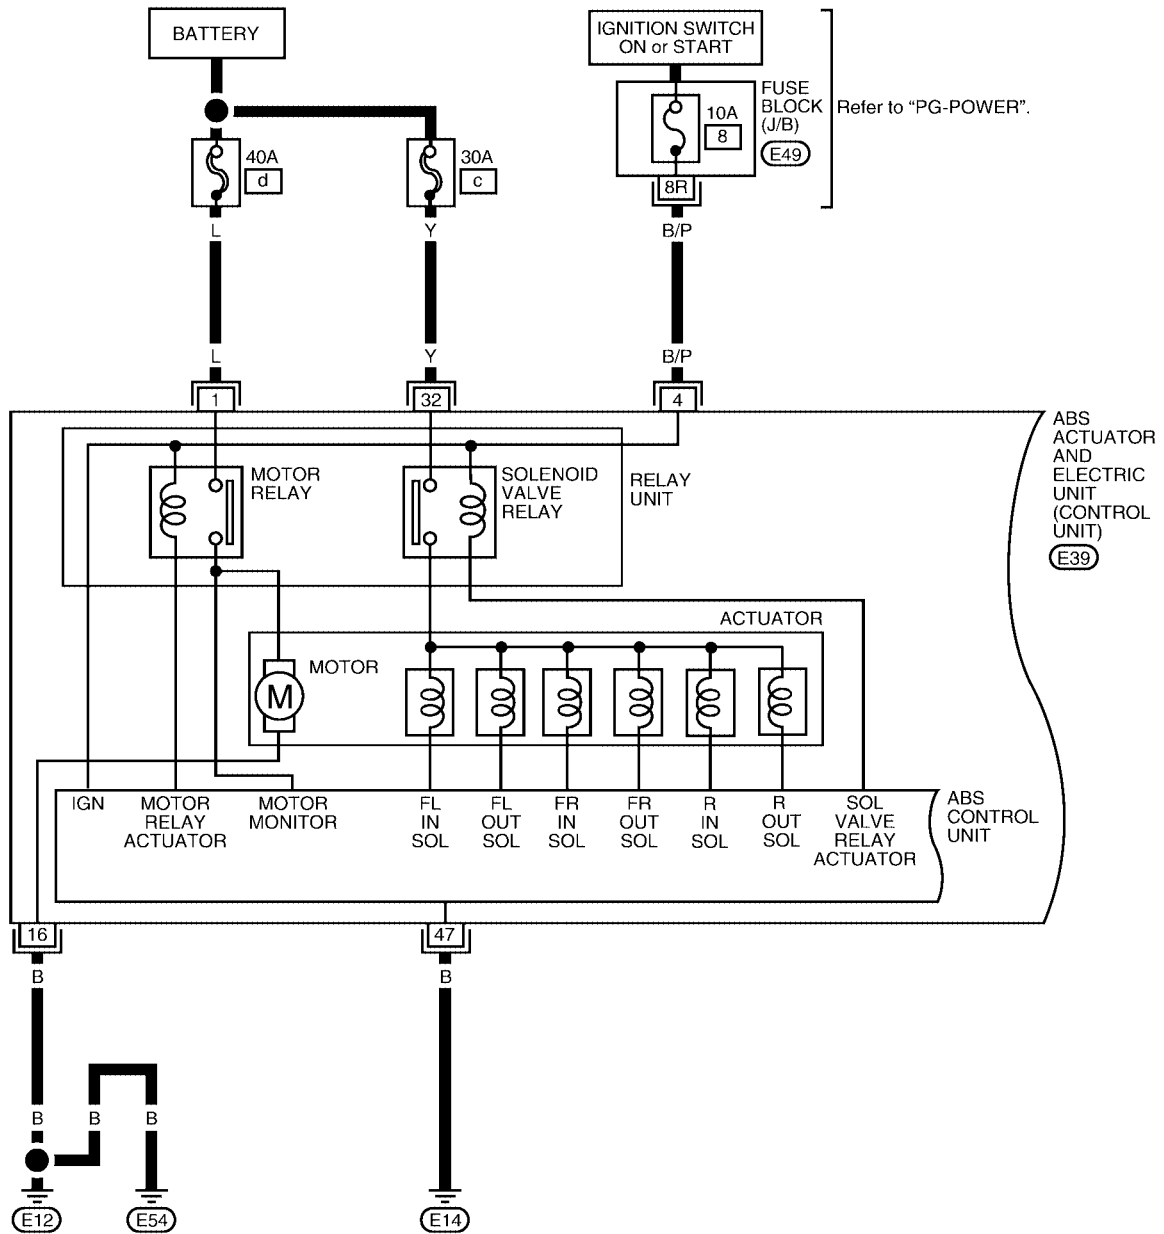 BATTERY
IGNITION SWITCH
ON or START
FUSE
BLOCK
(J/B)
Refer to “PG-POWER”.
10A
8
E49
40A
d
30A
c
8R
L
Y
B/P
L
Y
B/P
1
32
4
ABS
ACTUATOR
AND
ELECTRIC
UNIT
(CONTROL
UNIT)
E39
MOTOR
RELAY
SOLENOID
VALVE
RELAY
RELAY
UNIT
ACTUATOR
MOTOR
M
IGN
MOTOR
RELAY
ACTUATOR
MOTOR
MONITOR
FL
IN
SOL
FL
OUT
SOL
FR
IN
SOL
FR
OUT
SOL
R
IN
SOL
R
OUT
SOL
SOL
VALVE
RELAY
ACTUATOR
ABS
CONTROL
UNIT
16
47
B
B
B
B
B
E12
E54
E14